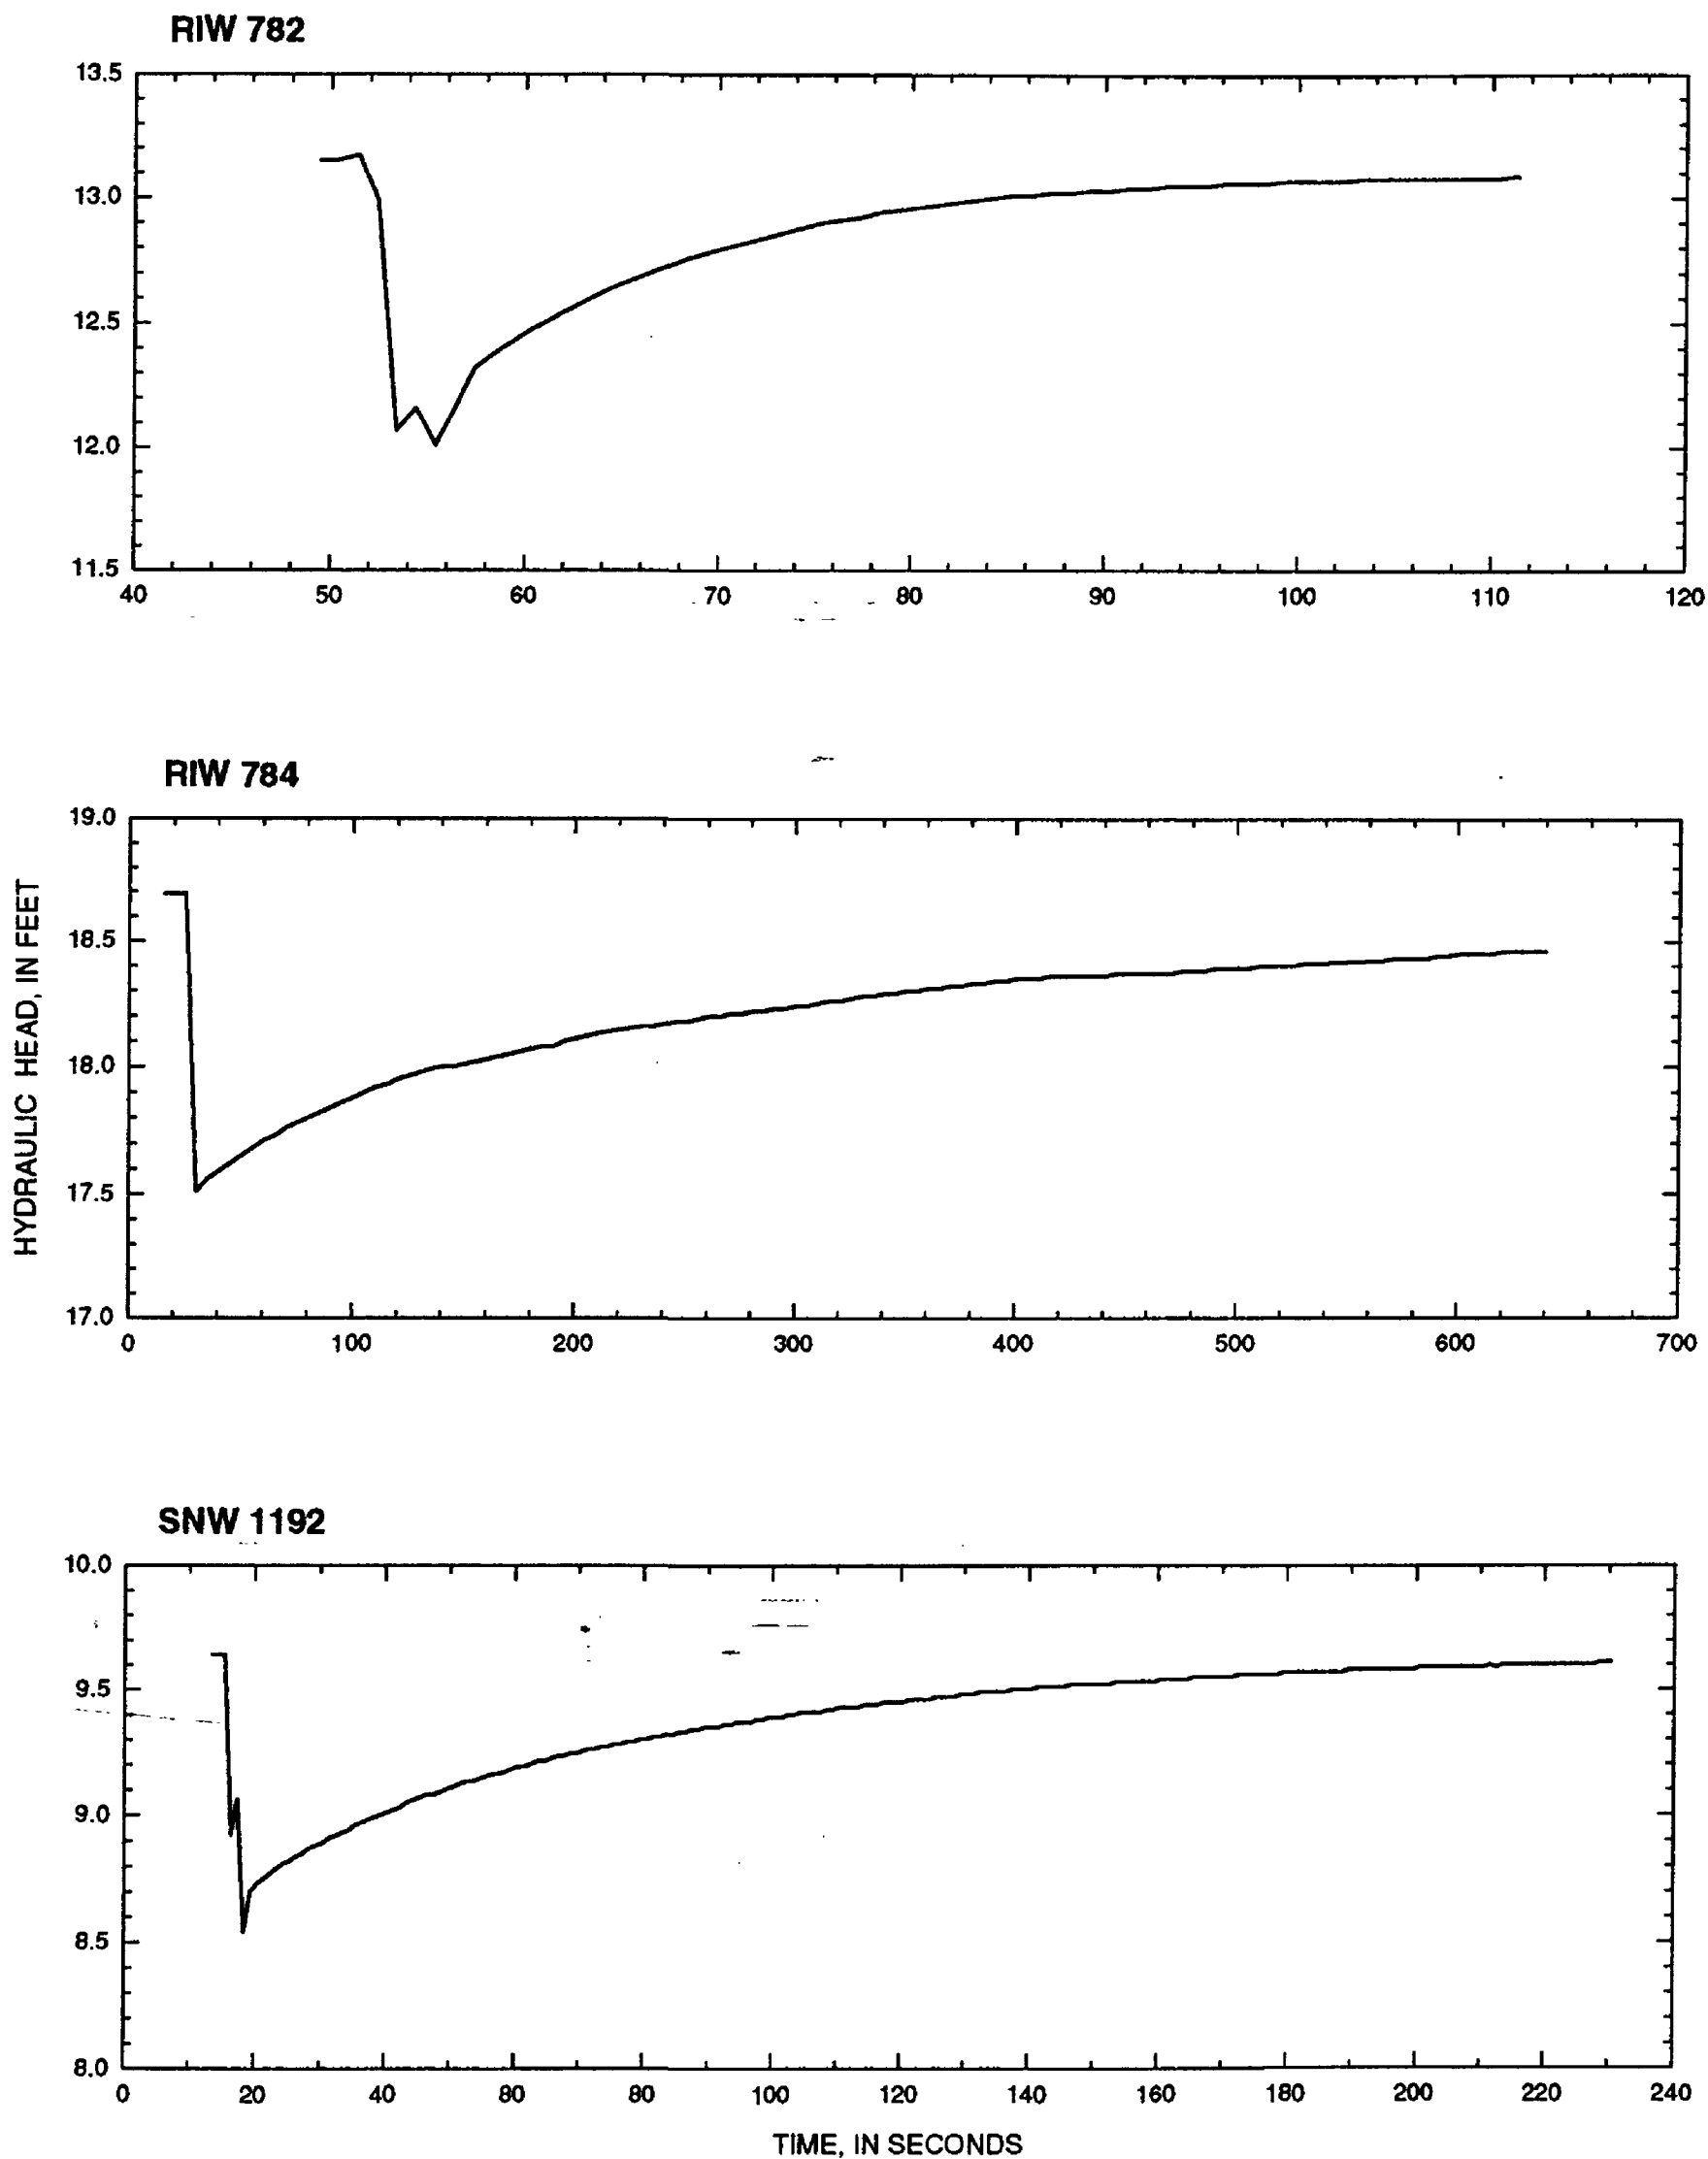 RIW 782
13.5
13.0
12.5
12.0
11.5
40 50 60 70 80 90 100 110 120
RIW 784
19.0
18.5
18.0
17.5
17.0
0 100 200 300 400 500 600 700
HYDRAULIC HEAD, IN FEET
SNW 1192
10.0
9.5
9.0
8.5
8.0
0 20 40 60 80 100 120 140 160 180 200 220 240
TIME, IN SECONDS